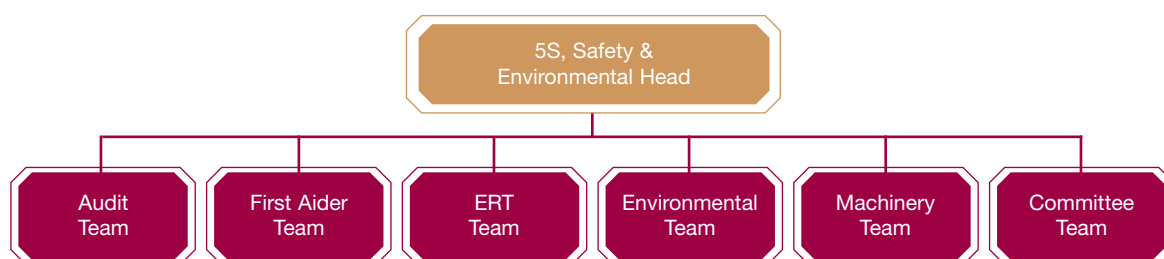 5S, Safety &
Environmental Head
Audit
Team
First Aider
Team
ERT
Team
Environmental
Team
Machinery
Team
Committee
Team